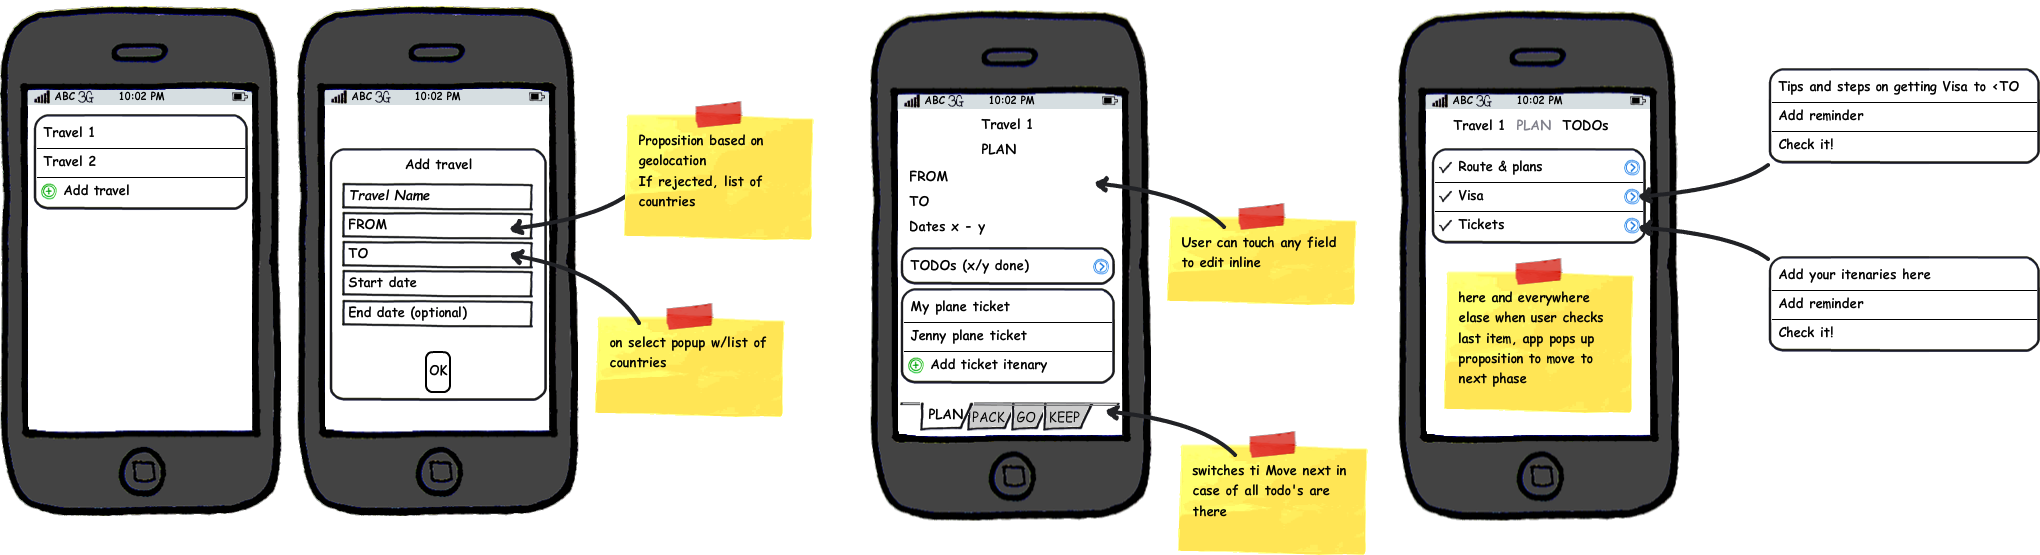 ABC 3G 10:02 PM
Travel 1
Travel 2
Add travel
ABC 3G 10:02 PM
Add travel
Travel Name
FROM
TO
Start date
End date (optional)
OK
Proposition based on
geolocation
If rejected, list of
countries
on select popup w/list of
countries
ABC 3G 10:02 PM
Travel 1
PLAN
FROM
TO
Dates x - y
TODOs (x/y done)
My plane ticket
Jenny plane ticket
Add ticket itenary
PLAN PACK GO KEEP
User can touch any field
to edit inline
switches ti Move next in
case of all todo's are
there
ABC 3G 10:02 PM
Travel 1 PLAN TODOs
Route & plans
Visa
Tickets
here and everywhere
elase when user checks
last item, app pops up
proposition to move to
next phase
Tips and steps on getting Visa to <TO
Add reminder
Check it!
Add your itenaries here
Add reminder
Check it!